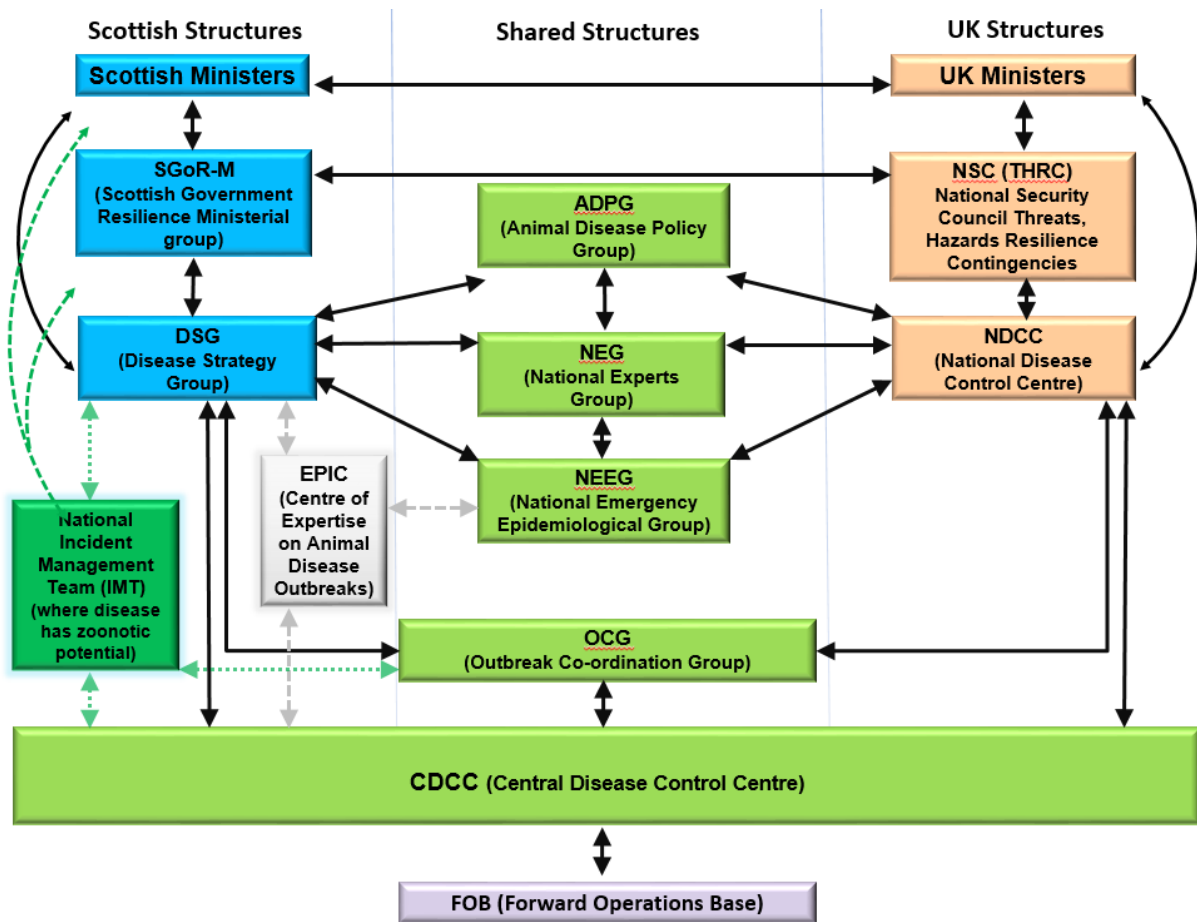 Scottish Structures
Shared Structures
UK Structures
Scottish Ministers
UK Ministers
SGoR-M
(Scottish Government
Resilience Ministerial
group)
NSC (THRC)
National Security
Council Threats,
Hazards Resilience
Contingencies
ADPG
(Animal Disease Policy
Group)
DSG
(Disease Strategy
Group)
NEG
(National Experts
Group)
NDCC
(National Disease
Control Centre)
EPIC
(Centre of
Expertise
on Animal
Disease
Outbreaks)
NEEG
(National Emergency
Epidemiological Group)
National
Incident
Management
Team (IMT)
(where disease
has zoonotic
potential)
OCG
(Outbreak Co-ordination Group)
CDCC (Central Disease Control Centre)
FOB (Forward Operations Base)